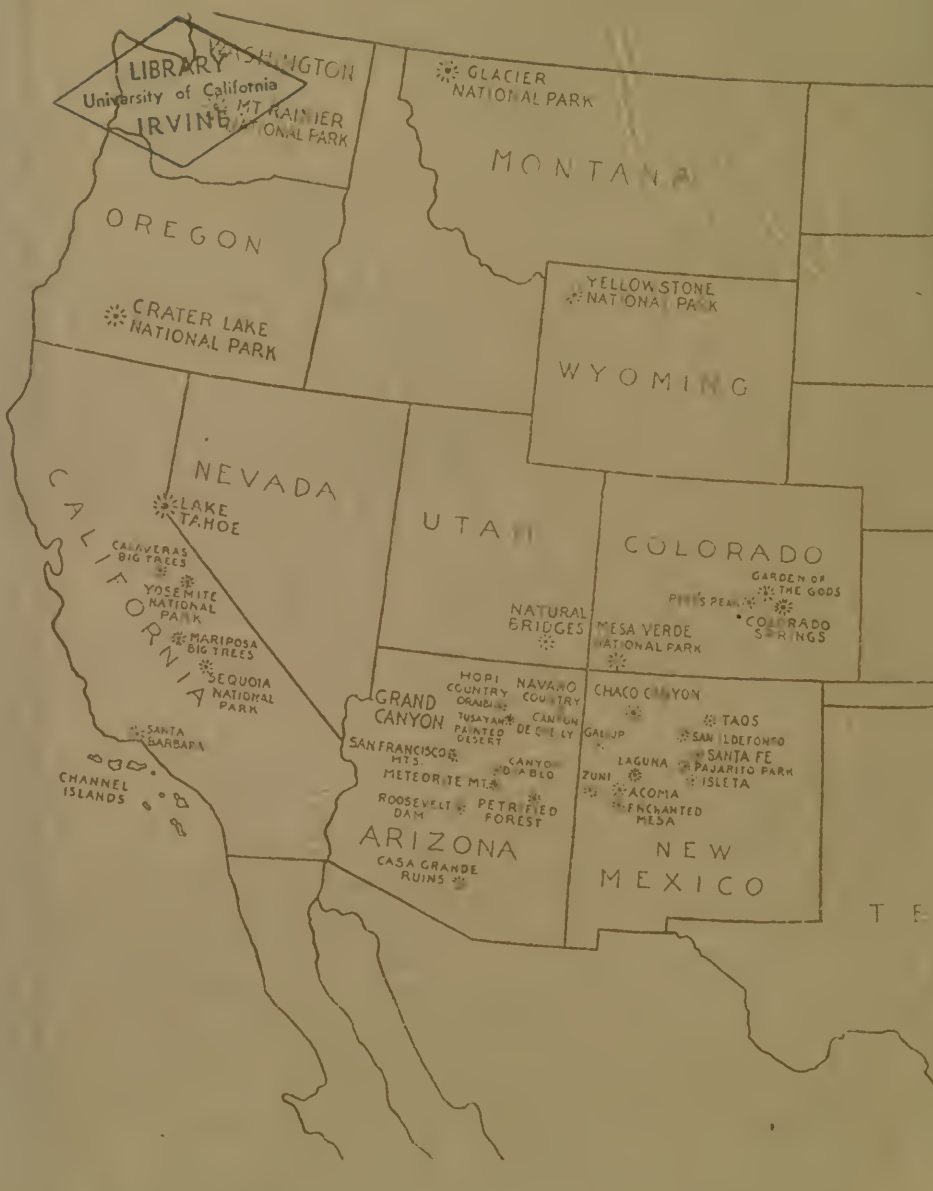 LIBRARY
University of California
IRVINE
WASHINGTON
MT. RAINIER
NATIONAL PARK
GLACIER
NATIONAL PARK
MONTANA
OREGON
CRATER LAKE
NATIONAL PARK
YELLOWSTONE
NATIONAL PARK
WYOMING
NEVADA
LAKE
TAHOE
CALIFORNIA
CALAVERAS
BIG TREES
YOSEMITE
NATIONAL
PARK
MARIPOSA
BIG TREES
SEQUOIA
NATIONAL
PARK
SANTA
BARBARA
CHANNEL
ISLANDS
UTAH
NATURAL
BRIDGES
COLORADO
GARDEN OF
THE GODS
PIKE'S PEAK
COLORADO
SPRINGS
MESA VERDE
NATIONAL PARK
GRAND
CANYON
HOPI
COUNTRY
ORAIBI
NAVAHO
COUNTRY
TUSAYAN
PAINTED
DESERT
CANYON
DE CHELLY
SAN FRANCISCO
MTS.
CANYON
DIABLO
METEORITE MT.
ROOSEVELT
DAM
PETRIFIED
FOREST
ARIZONA
CASA GRANDE
RUINS
CHACO CANYON
TAOS
GALLUP
SAN ILDEFONSO
SANTA FE
LAGUNA
PAJARITO PARK
ZUNI
ISLETA
ACOMA
ENCHANTED
MESA
NEW
MEXICO
TE